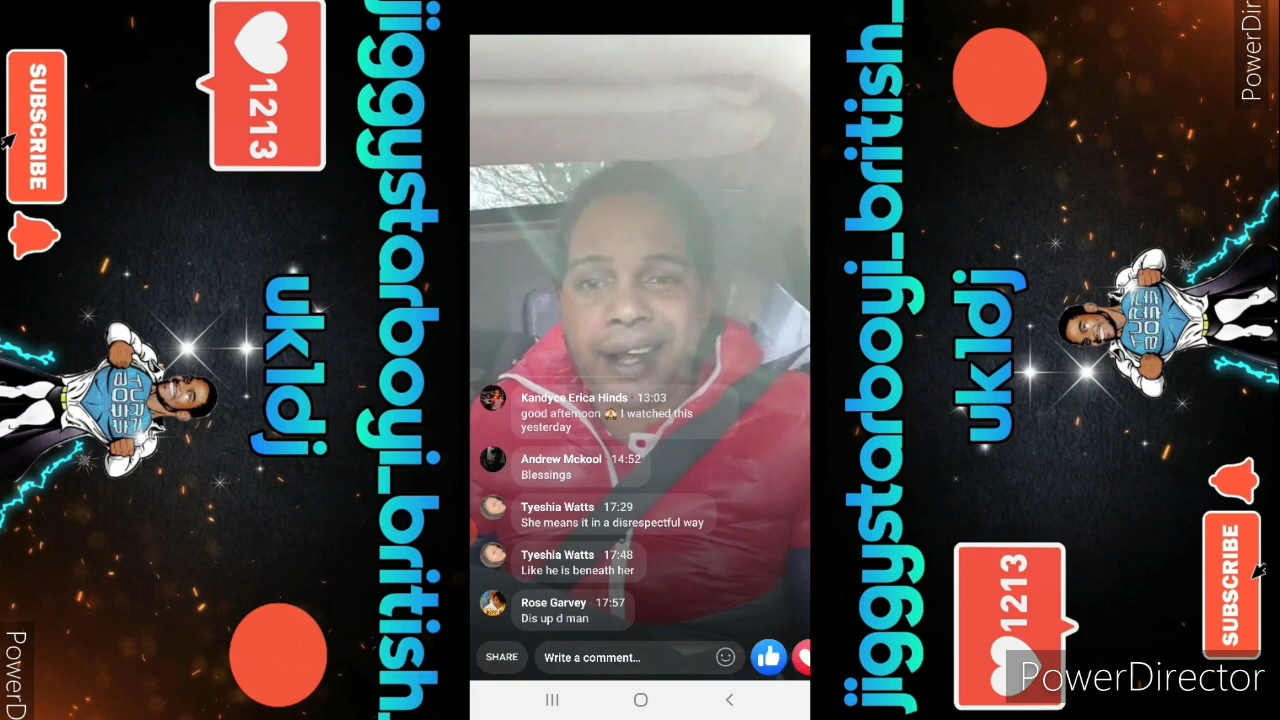 SUBSCRIBE
1213
PowerD
uk1dj
jiggystarboyi_british_
TURZ
BOSS
Kandyce Erica Hinds · 13:03
good afternoon 🙈 I watched this
yesterday
Andrew Mckool · 14:52
Blessings
Tyeshia Watts · 17:29
She means it in a disrespectful way
Tyeshia Watts · 17:48
Like he is beneath her
Rose Garvey · 17:57
Dis up d man
SHARE
Write a comment...
jiggystarboyi_british_
uk1dj
PowerDir
TURZ
BOSS
SUBSCRIBE
1213
PowerDirector